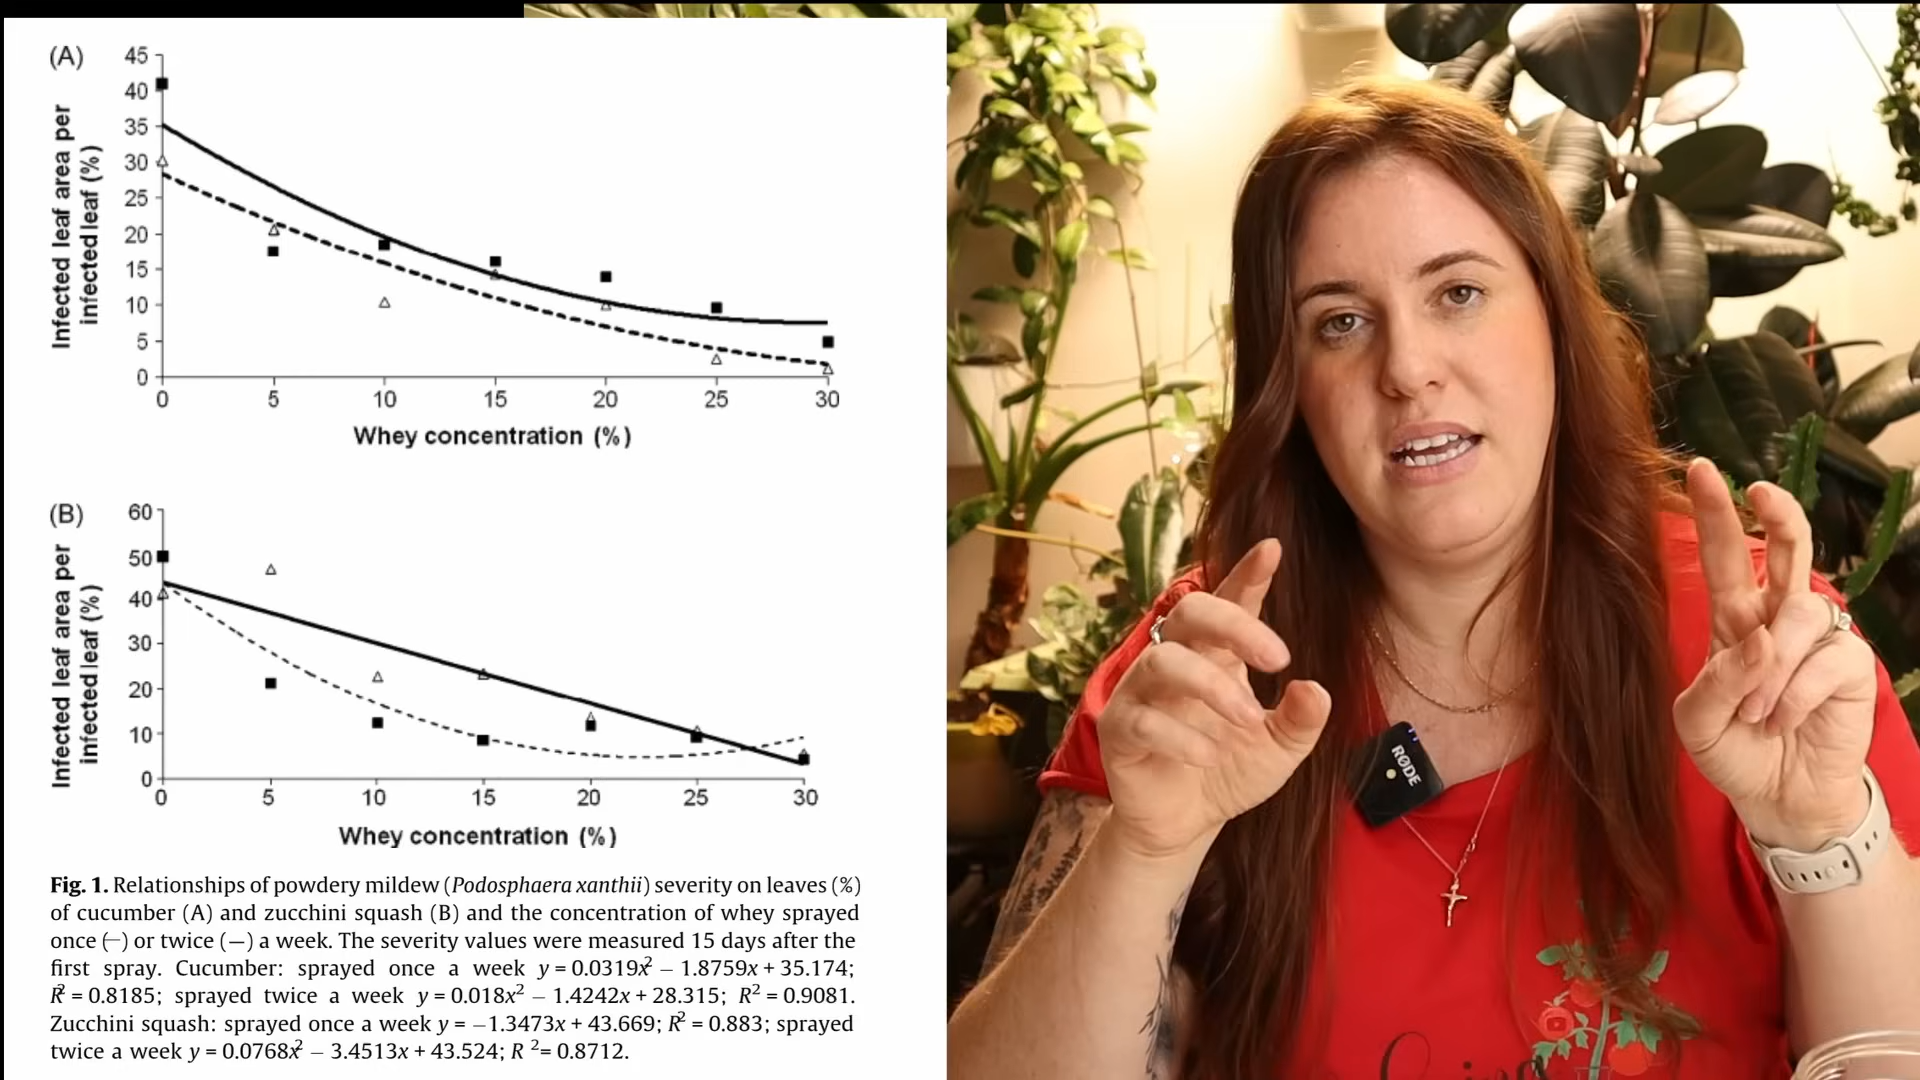 (A)
45
40
35
30
25
20
15
10
5
0
Infected leaf area per
infected leaf (%)
0 5 10 15 20 25 30
Whey concentration (%)
(B)
60
50
40
30
20
10
0
Infected leaf area per
infected leaf (%)
0 5 10 15 20 25 30
Whey concentration (%)
Fig. 1. Relationships of powdery mildew (Podosphaera xanthii) severity on leaves (%)
of cucumber (A) and zucchini squash (B) and the concentration of whey sprayed
once (—) or twice (—) a week. The severity values were measured 15 days after the
first spray. Cucumber: sprayed once a week y = 0.0319x² − 1.8759x + 35.174;
R² = 0.8185; sprayed twice a week y = 0.018x² − 1.4242x + 28.315; R² = 0.9081.
Zucchini squash: sprayed once a week y = −1.3473x + 43.669; R² = 0.883; sprayed
twice a week y = 0.0768x² − 3.4513x + 43.524; R² = 0.8712.
RØDE